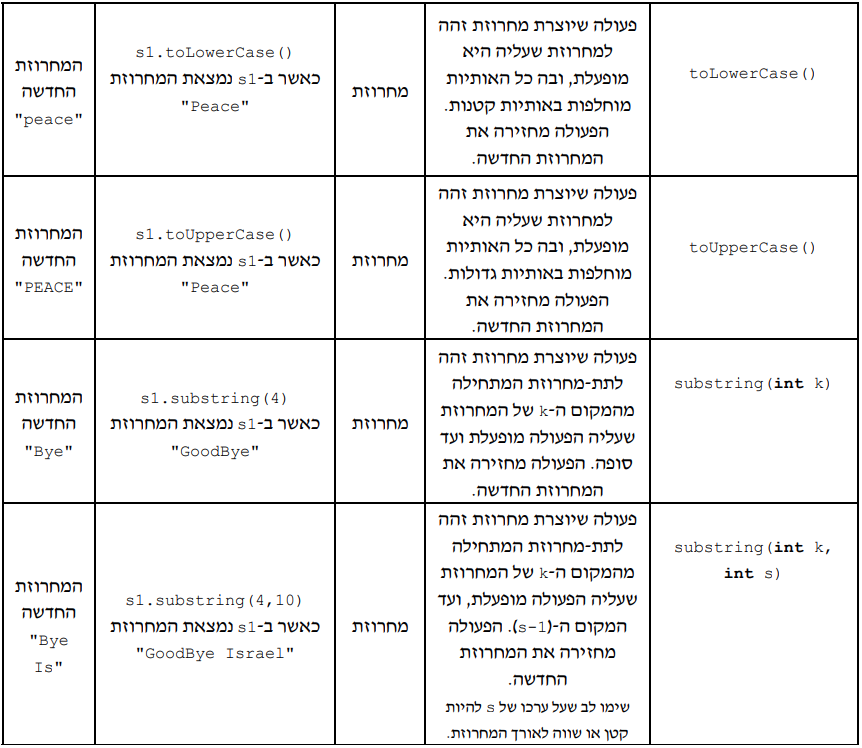 toLowerCase()
פעולה שיוצרת מחרוזת זהה
למחרוזת שעליה היא
מופעלת, ובה כל האותיות
מוחלפות באותיות קטנות.
הפעולה מחזירה את
המחרוזת החדשה.
מחרוזת
s1.toLowerCase()
כאשר ב-s1 נמצאת המחרוזת
"Peace"
המחרוזת
החדשה
"peace"
toUpperCase()
פעולה שיוצרת מחרוזת זהה
למחרוזת שעליה היא
מופעלת, ובה כל האותיות
מוחלפות באותיות גדולות.
הפעולה מחזירה את
המחרוזת החדשה.
מחרוזת
s1.toUpperCase()
כאשר ב-s1 נמצאת המחרוזת
"Peace"
המחרוזת
החדשה
"PEACE"
substring(int k)
פעולה שיוצרת מחרוזת זהה
לתת-מחרוזת המתחילה
מהמקום ה-k של המחרוזת
שעליה הפעולה מופעלת ועד
סופה. הפעולה מחזירה את
המחרוזת החדשה.
מחרוזת
s1.substring(4)
כאשר ב-s1 נמצאת המחרוזת
"GoodBye"
המחרוזת
החדשה
"Bye"
substring(int k,
int s)
פעולה שיוצרת מחרוזת זהה
לתת-מחרוזת המתחילה
מהמקום ה-k של המחרוזת
שעליה הפעולה מופעלת, ועד
המקום ה-(s-1). הפעולה
מחזירה את המחרוזת
החדשה.
שימו לב שעל ערכו של s להיות
קטן או שווה לאורך המחרוזת.
מחרוזת
s1.substring(4,10)
כאשר ב-s1 נמצאת המחרוזת
"GoodBye Israel"
המחרוזת
החדשה
"Bye
Is"